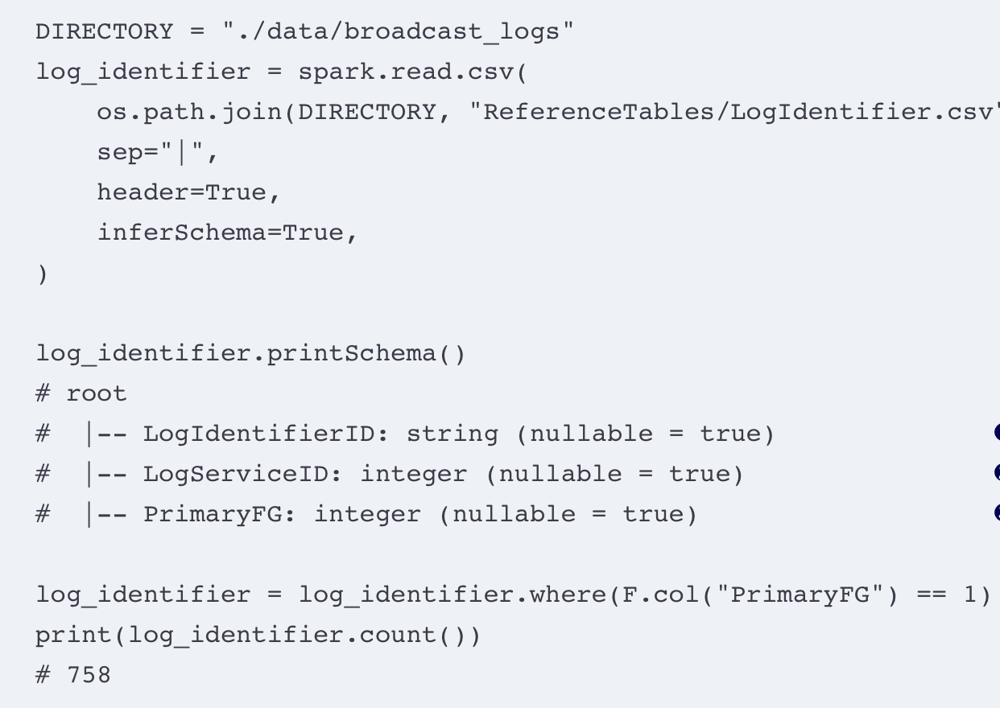 DIRECTORY = "./data/broadcast_logs"
log_identifier = spark.read.csv(
    os.path.join(DIRECTORY, "ReferenceTables/LogIdentifier.csv"
    sep="|",
    header=True,
    inferSchema=True,
)
log_identifier.printSchema()
# root
#  |-- LogIdentifierID: string (nullable = true)
#  |-- LogServiceID: integer (nullable = true)
#  |-- PrimaryFG: integer (nullable = true)
log_identifier = log_identifier.where(F.col("PrimaryFG") == 1)
print(log_identifier.count())
# 758